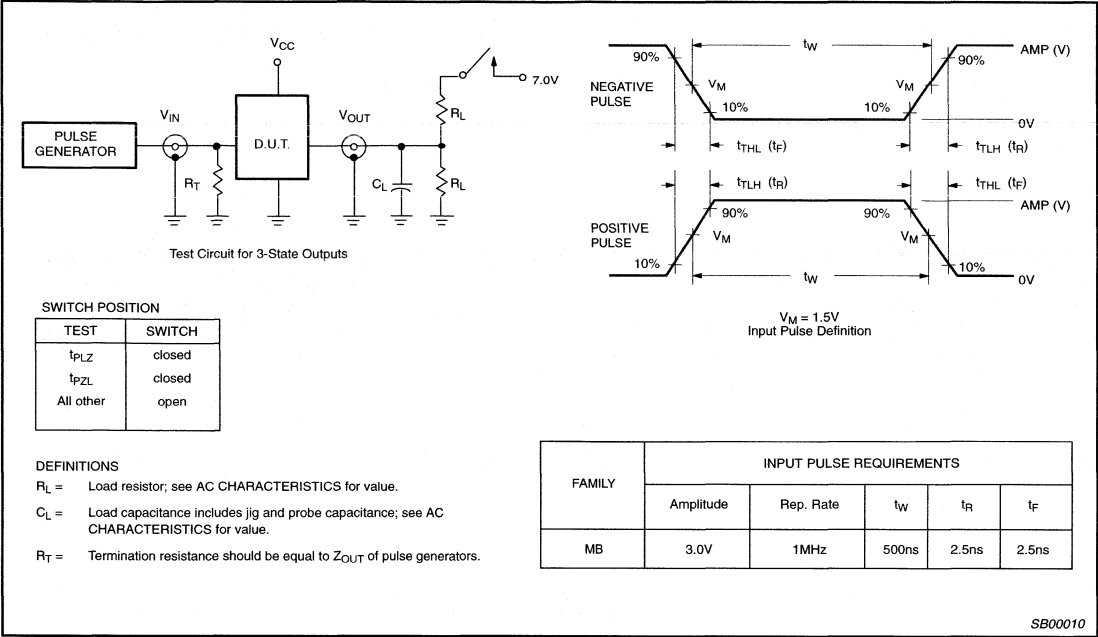 VCC
7.0V
RL
VIN
VOUT
PULSE GENERATOR
D.U.T.
RT
CL
RL
Test Circuit for 3-State Outputs
tW
AMP (V)
90%
90%
NEGATIVE PULSE
VM
VM
10%
10%
0V
tTHL (tF)
tTLH (tR)
tTLH (tR)
tTHL (tF)
AMP (V)
90%
90%
POSITIVE PULSE
VM
VM
10%
10%
tW
0V
VM = 1.5V
Input Pulse Definition
SWITCH POSITION
TEST SWITCH
tPLZ closed
tPZL closed
All other open
DEFINITIONS
RL = Load resistor; see AC CHARACTERISTICS for value.
CL = Load capacitance includes jig and probe capacitance; see AC
CHARACTERISTICS for value.
RT = Termination resistance should be equal to ZOUT of pulse generators.
FAMILY INPUT PULSE REQUIREMENTS
Amplitude Rep. Rate tW tR tF
MB 3.0V 1MHz 500ns 2.5ns 2.5ns
SB00010